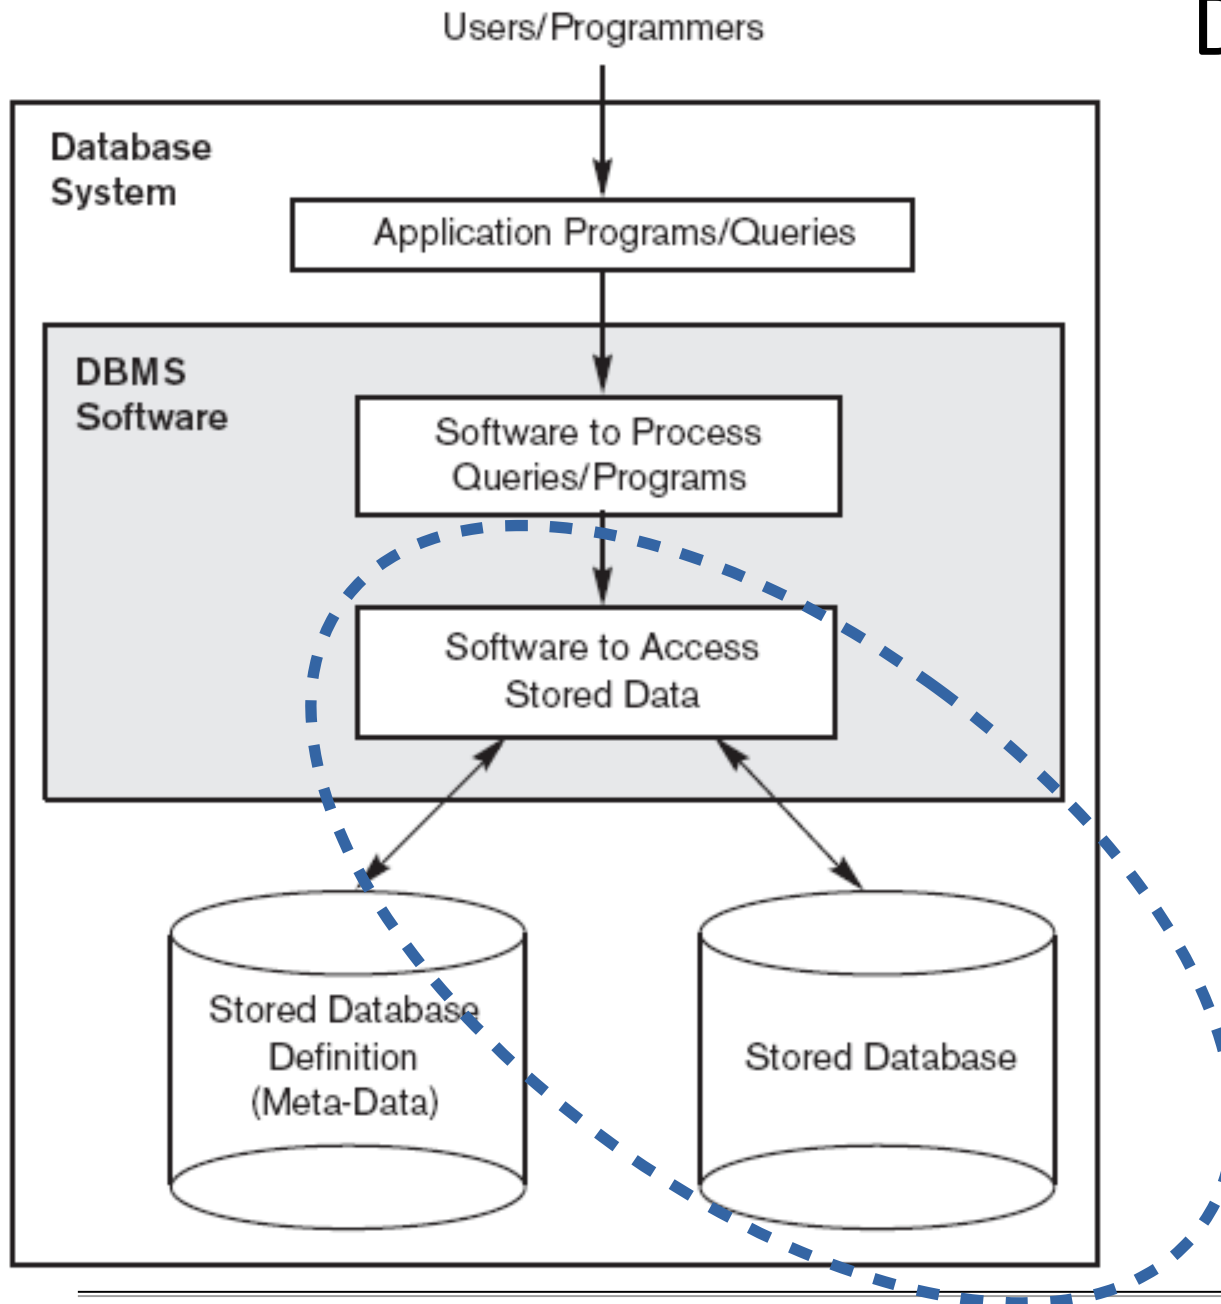 Users/Programmers
Database
System
Application Programs/Queries
DBMS
Software
Software to Process
Queries/Programs
Software to Access
Stored Data
Stored Database
Definition
(Meta-Data)
Stored Database